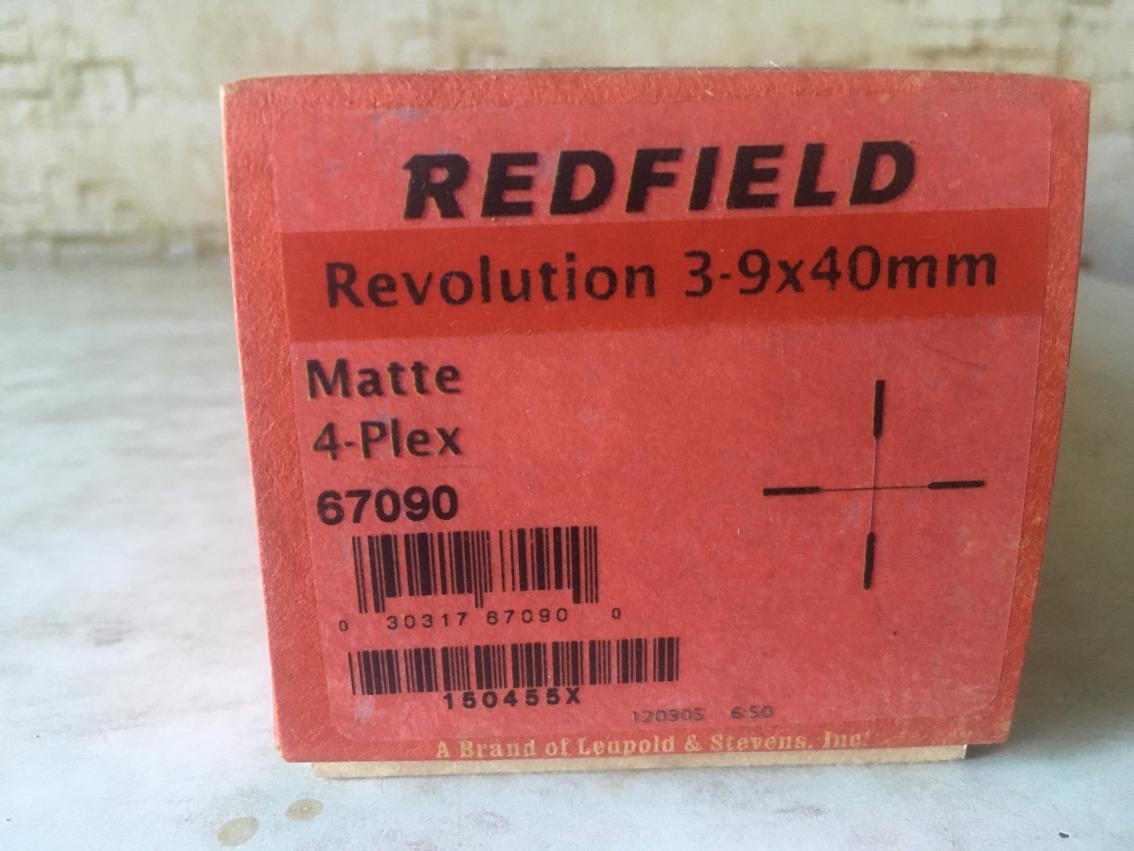 REDFIELD
Revolution 3-9x40mm
Matte
4-Plex
67090
0 30317 67090 0
150455X
120305 6:50
A Brand of Leupold & Stevens, Inc.